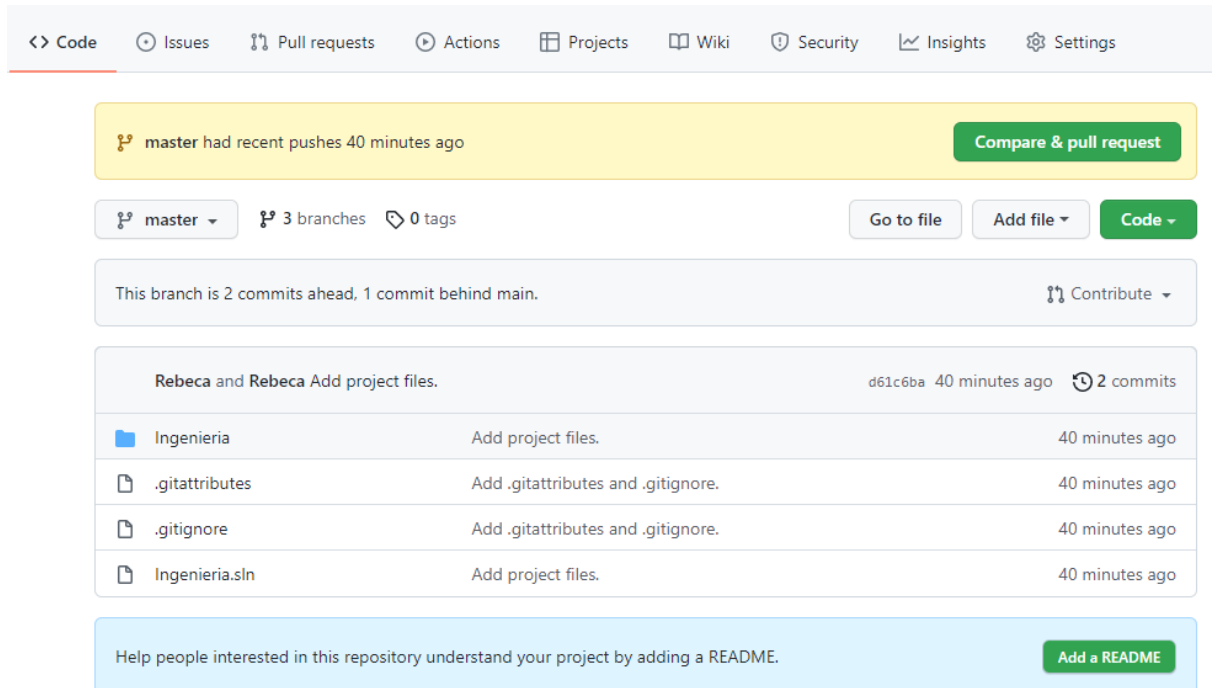 Code Issues Pull requests Actions Projects Wiki Security Insights Settings
master had recent pushes 40 minutes ago Compare & pull request
master 3 branches 0 tags Go to file Add file Code
This branch is 2 commits ahead, 1 commit behind main. Contribute
Rebeca and Rebeca Add project files. d61c6ba 40 minutes ago 2 commits
Ingenieria Add project files. 40 minutes ago
.gitattributes Add .gitattributes and .gitignore. 40 minutes ago
.gitignore Add .gitattributes and .gitignore. 40 minutes ago
Ingenieria.sln Add project files. 40 minutes ago
Help people interested in this repository understand your project by adding a README. Add a README